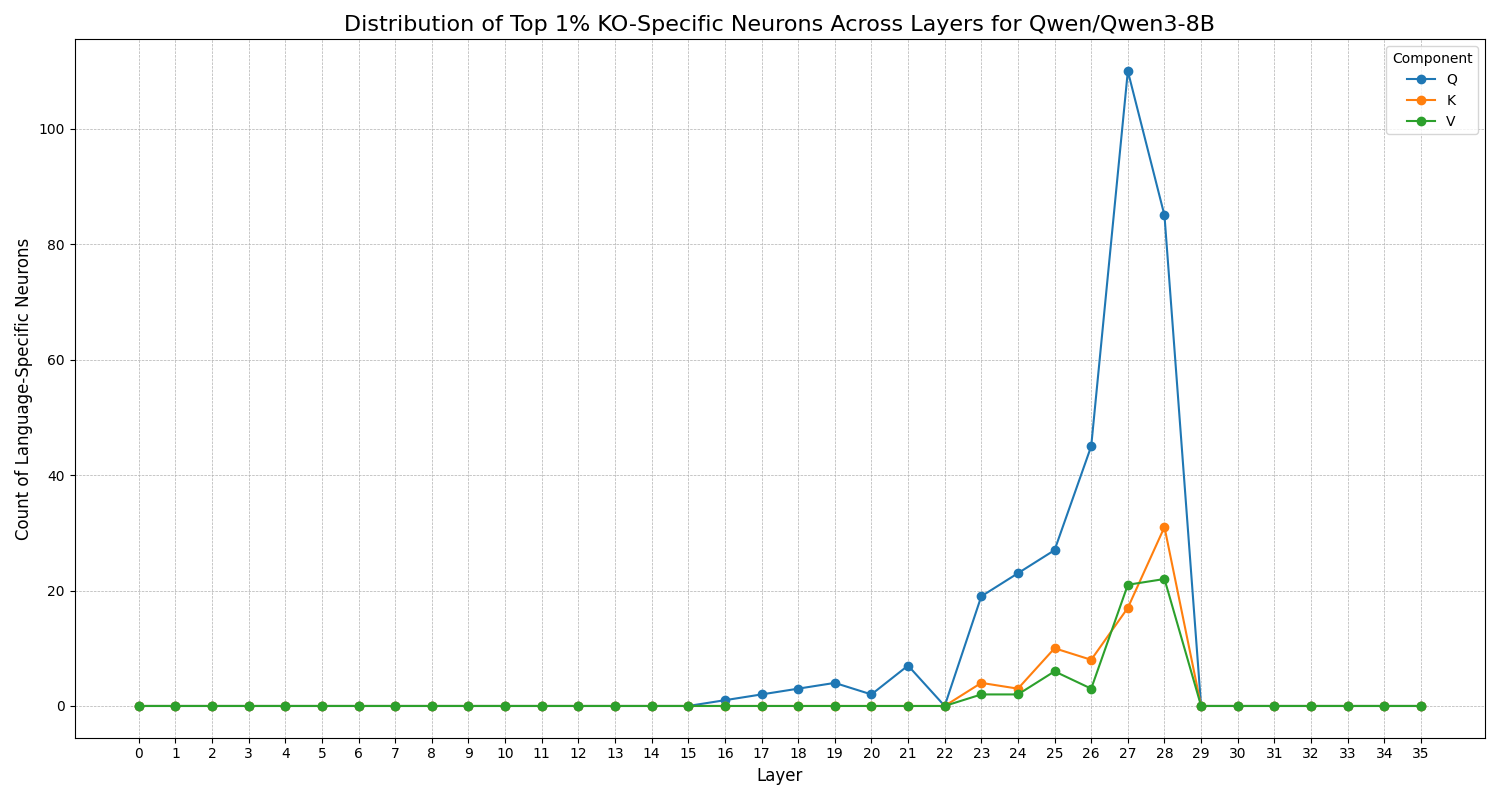 Distribution of Top 1% KO-Specific Neurons Across Layers for Qwen/Qwen3-8B
Component
Q
K
V
Count of Language-Specific Neurons
100
80
60
40
20
0
0 1 2 3 4 5 6 7 8 9 10 11 12 13 14 15 16 17 18 19 20 21 22 23 24 25 26 27 28 29 30 31 32 33 34 35
Layer